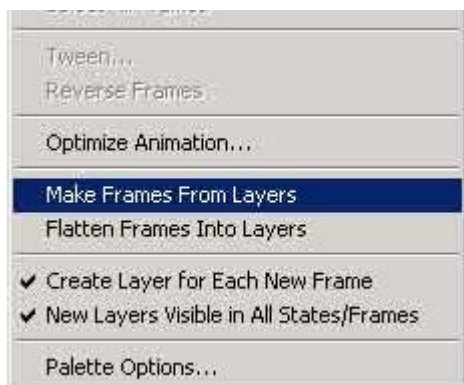 Tween...
Reverse Frames
Optimize Animation...
Make Frames From Layers
Flatten Frames Into Layers
Create Layer for Each New Frame
New Layers Visible in All States/Frames
Palette Options...